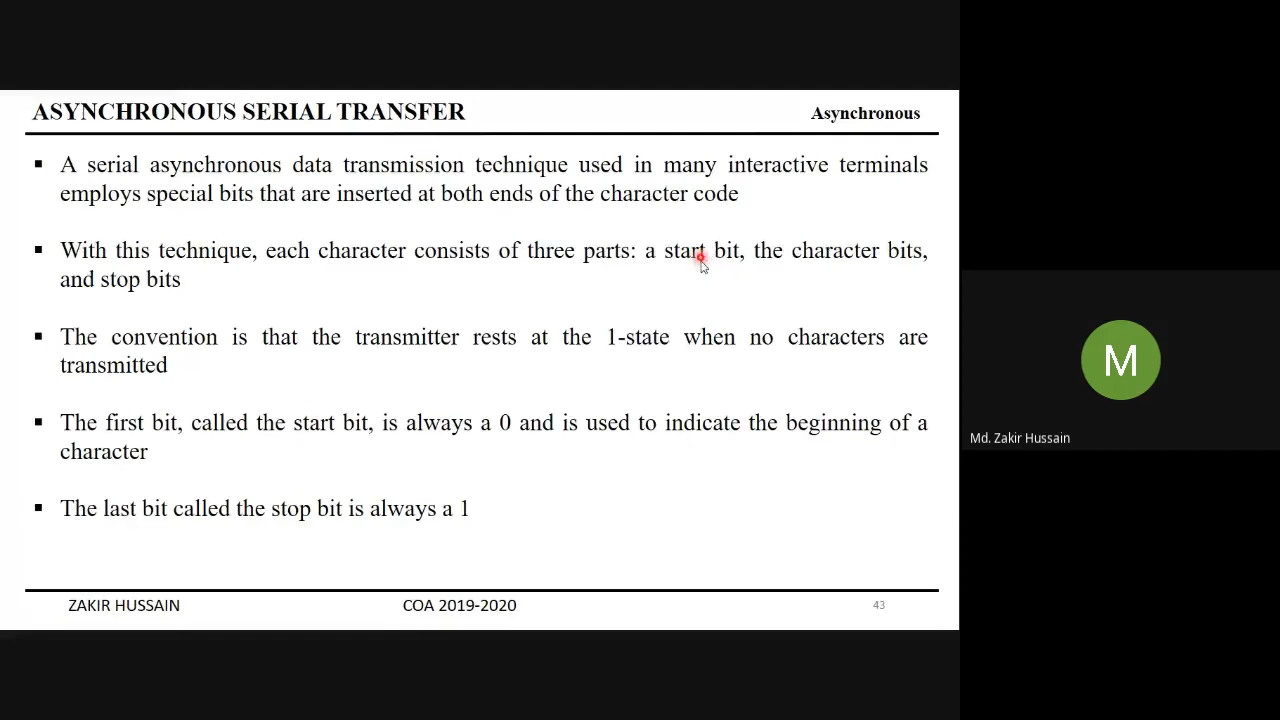 ASYNCHRONOUS SERIAL TRANSFER
Asynchronous
▪ A serial asynchronous data transmission technique used in many interactive terminals
employs special bits that are inserted at both ends of the character code
▪ With this technique, each character consists of three parts: a start bit, the character bits,
and stop bits
▪ The convention is that the transmitter rests at the 1-state when no characters are
transmitted
▪ The first bit, called the start bit, is always a 0 and is used to indicate the beginning of a
character
▪ The last bit called the stop bit is always a 1
ZAKIR HUSSAIN
COA 2019-2020
43
M
Md. Zakir Hussain